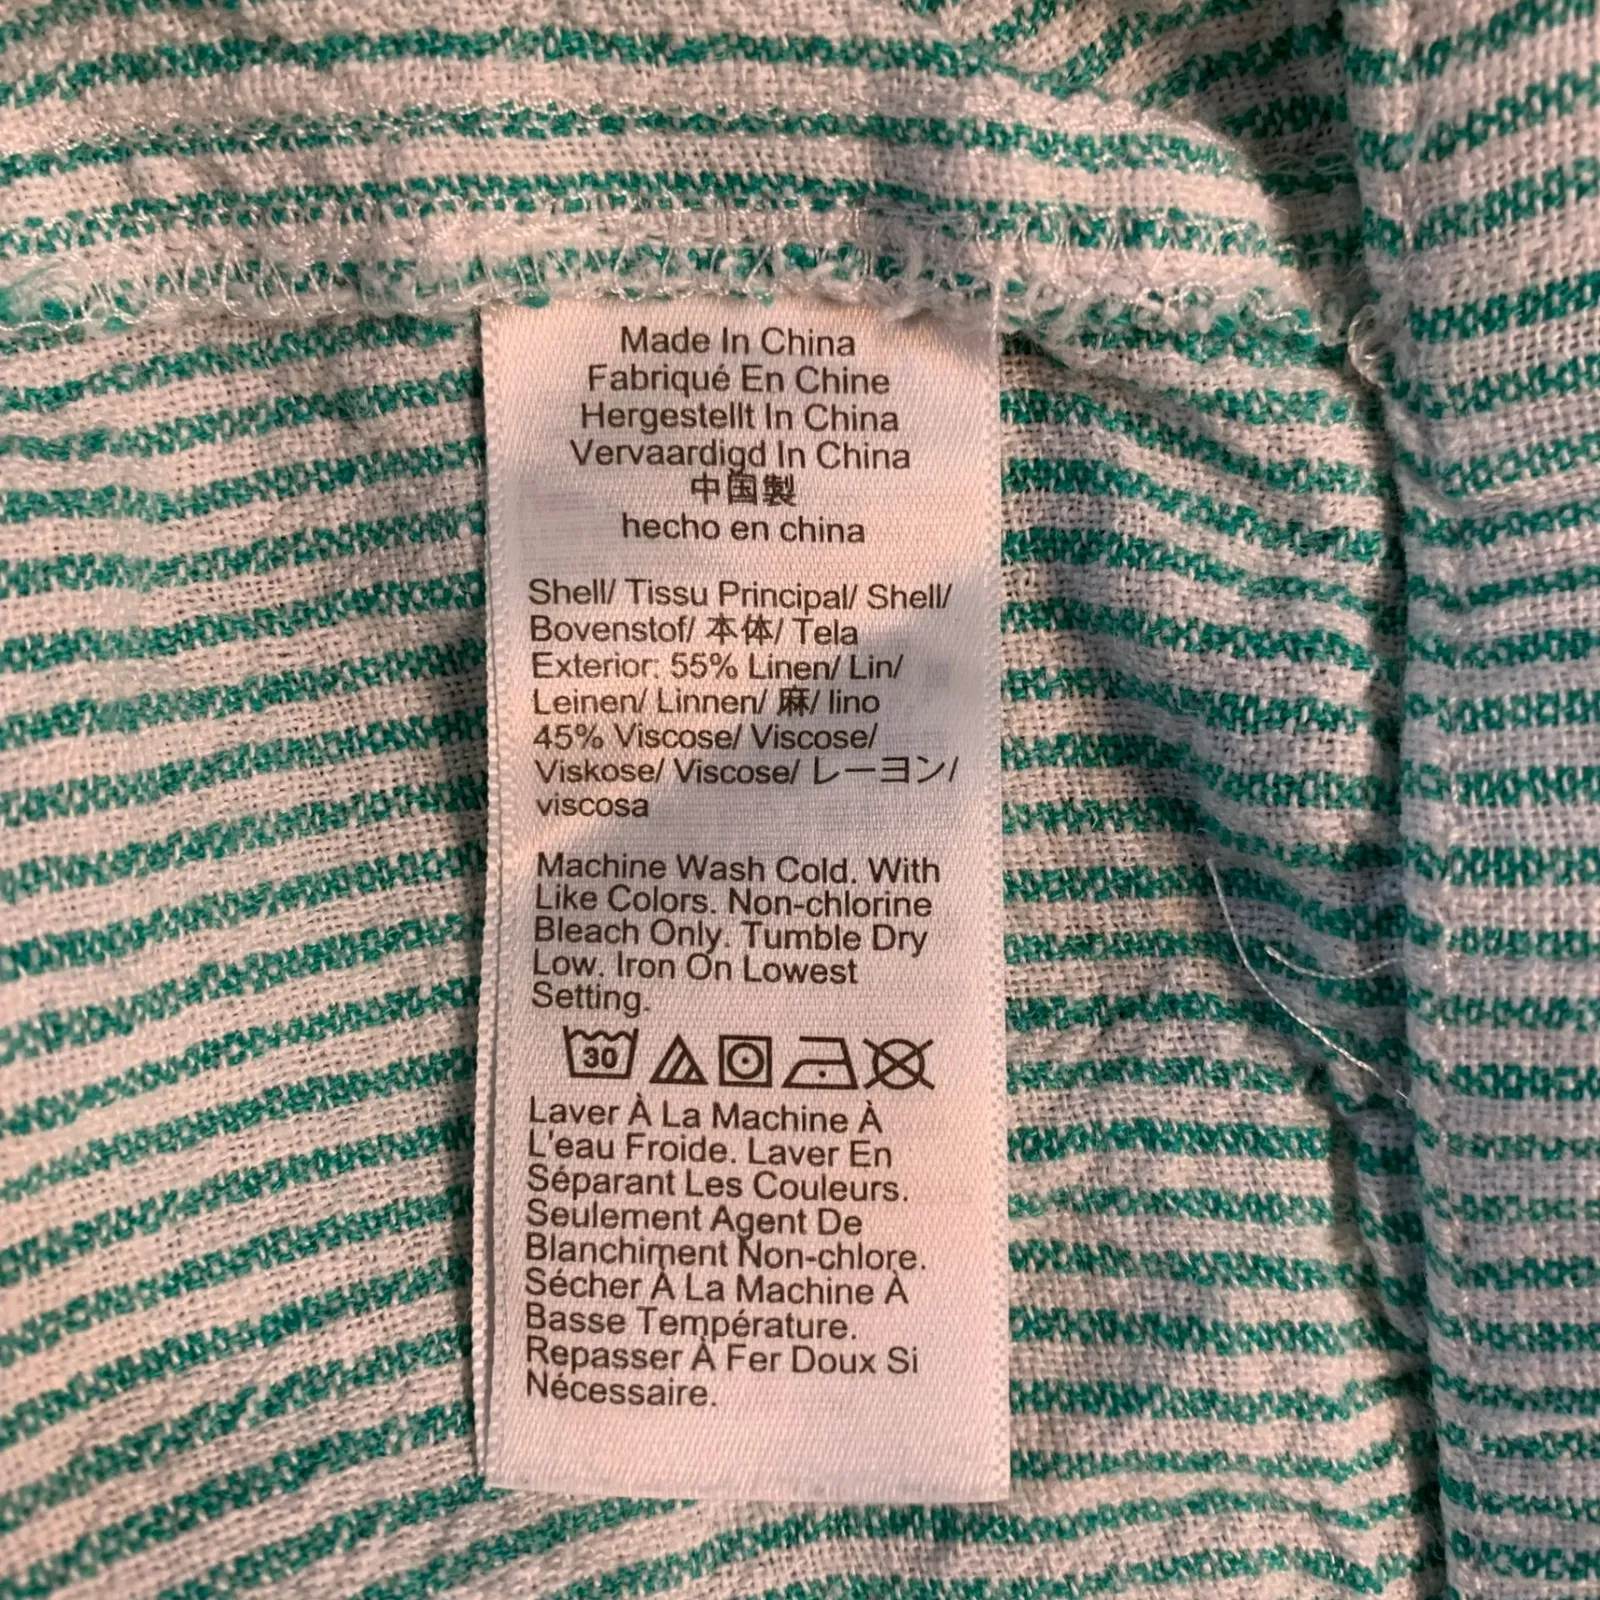 Made In China
Fabriqué En Chine
Hergestellt In China
Vervaardigd In China
中国製
hecho en china
Shell/ Tissu Principal/ Shell/
Bovenstof/ 本体/ Tela
Exterior: 55% Linen/ Lin/
Leinen/ Linnen/ 麻/ lino
45% Viscose/ Viscose/
Viskose/ Viscose/ レーヨン/
viscosa
Machine Wash Cold. With
Like Colors. Non-chlorine
Bleach Only. Tumble Dry
Low. Iron On Lowest
Setting.
30
Laver À La Machine À
L'eau Froide. Laver En
Séparant Les Couleurs.
Seulement Agent De
Blanchiment Non-chlore.
Sécher À La Machine À
Basse Température.
Repasser À Fer Doux Si
Nécessaire.